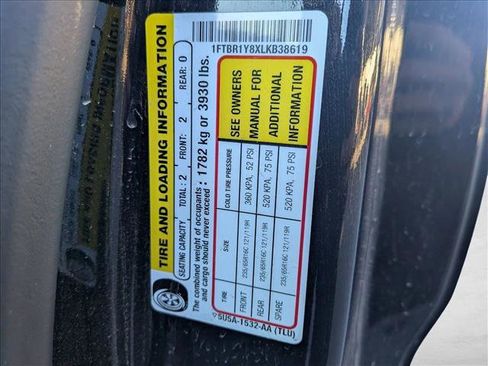 1FTBR1Y8XLKB38619
TIRE AND LOADING INFORMATION
SEATING CAPACITY TOTAL: 2 FRONT: 2 REAR: 0
The combined weight of occupants and cargo should never exceed : 1782 kg or 3930 lbs.
SIZE COLD TIRE PRESSURE
FRONT 235/65R16C 121/119R 360 KPA, 52 PSI
REAR 235/65R16C 121/119R 520 KPA, 75 PSI
SPARE 235/65R16C 121/119R 520 KPA, 75 PSI
SEE OWNERS
MANUAL FOR
ADDITIONAL
INFORMATION
5U5A-1532-AA (TLU)